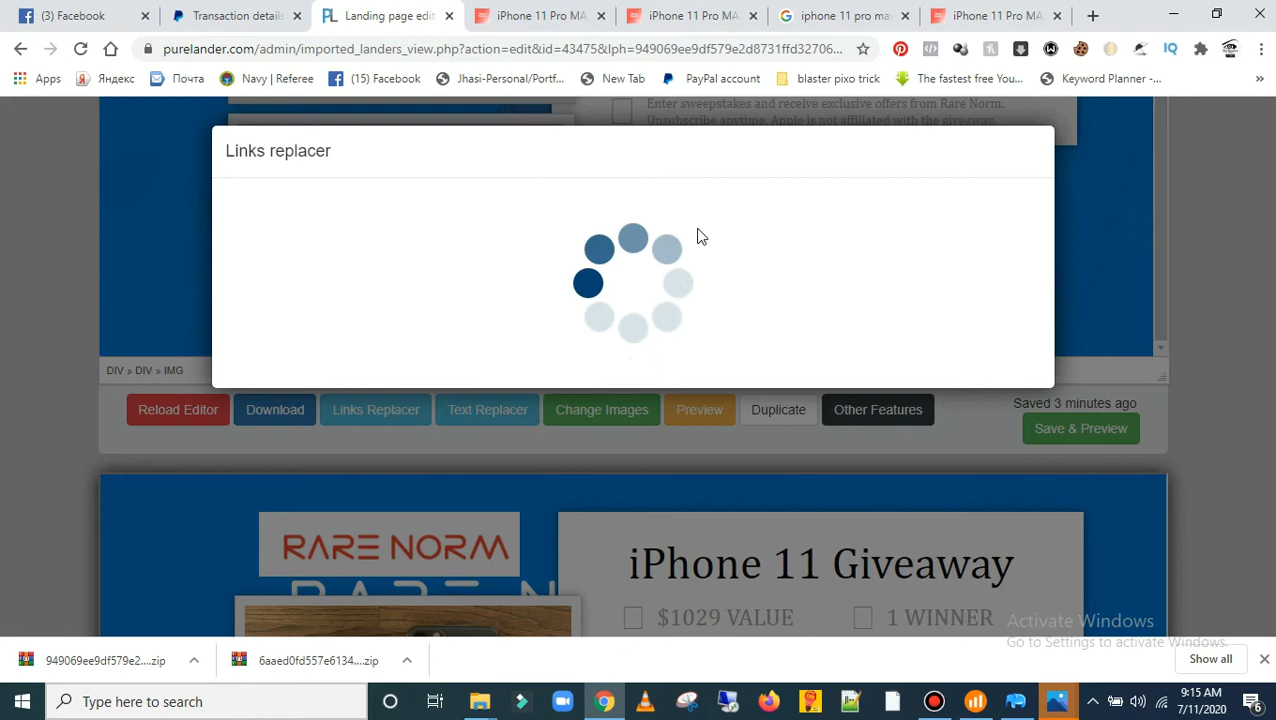 (15) Facebook
Transaction details
Landing page edit
iPhone 11 Pro MA
iPhone 11 Pro MA
iphone 11 pro ma
iPhone 11 Pro MA
purelander.com/admin/imported_landers_view.php?action=edit&id=43475&lph=949069ee9df579e2d8731ffd32706...
Apps
Яндекс
Почта
Navy | Referee
(15) Facebook
Jhasi-Personal/Portf...
New Tab
PayPal account
blaster pixo trick
The fastest free You...
Keyword Planner -...
»
Enter sweepstakes and receive exclusive offers from Rare Norm.
Unsubscribe anytime. Apple is not affiliated with the giveaway.
Links replacer
DIV » DIV » IMG
Reload Editor
Download
Links Replacer
Text Replacer
Change Images
Preview
Duplicate
Other Features
Saved 3 minutes ago
Save & Preview
RARE NORM
iPhone 11 Giveaway
$1029 VALUE
1 WINNER
Activate Windows
Go to Settings to activate Windows.
949069ee9df579e2....zip
6aaed0fd557e6134....zip
Show all
Type here to search
9:15 AM
7/11/2020
6